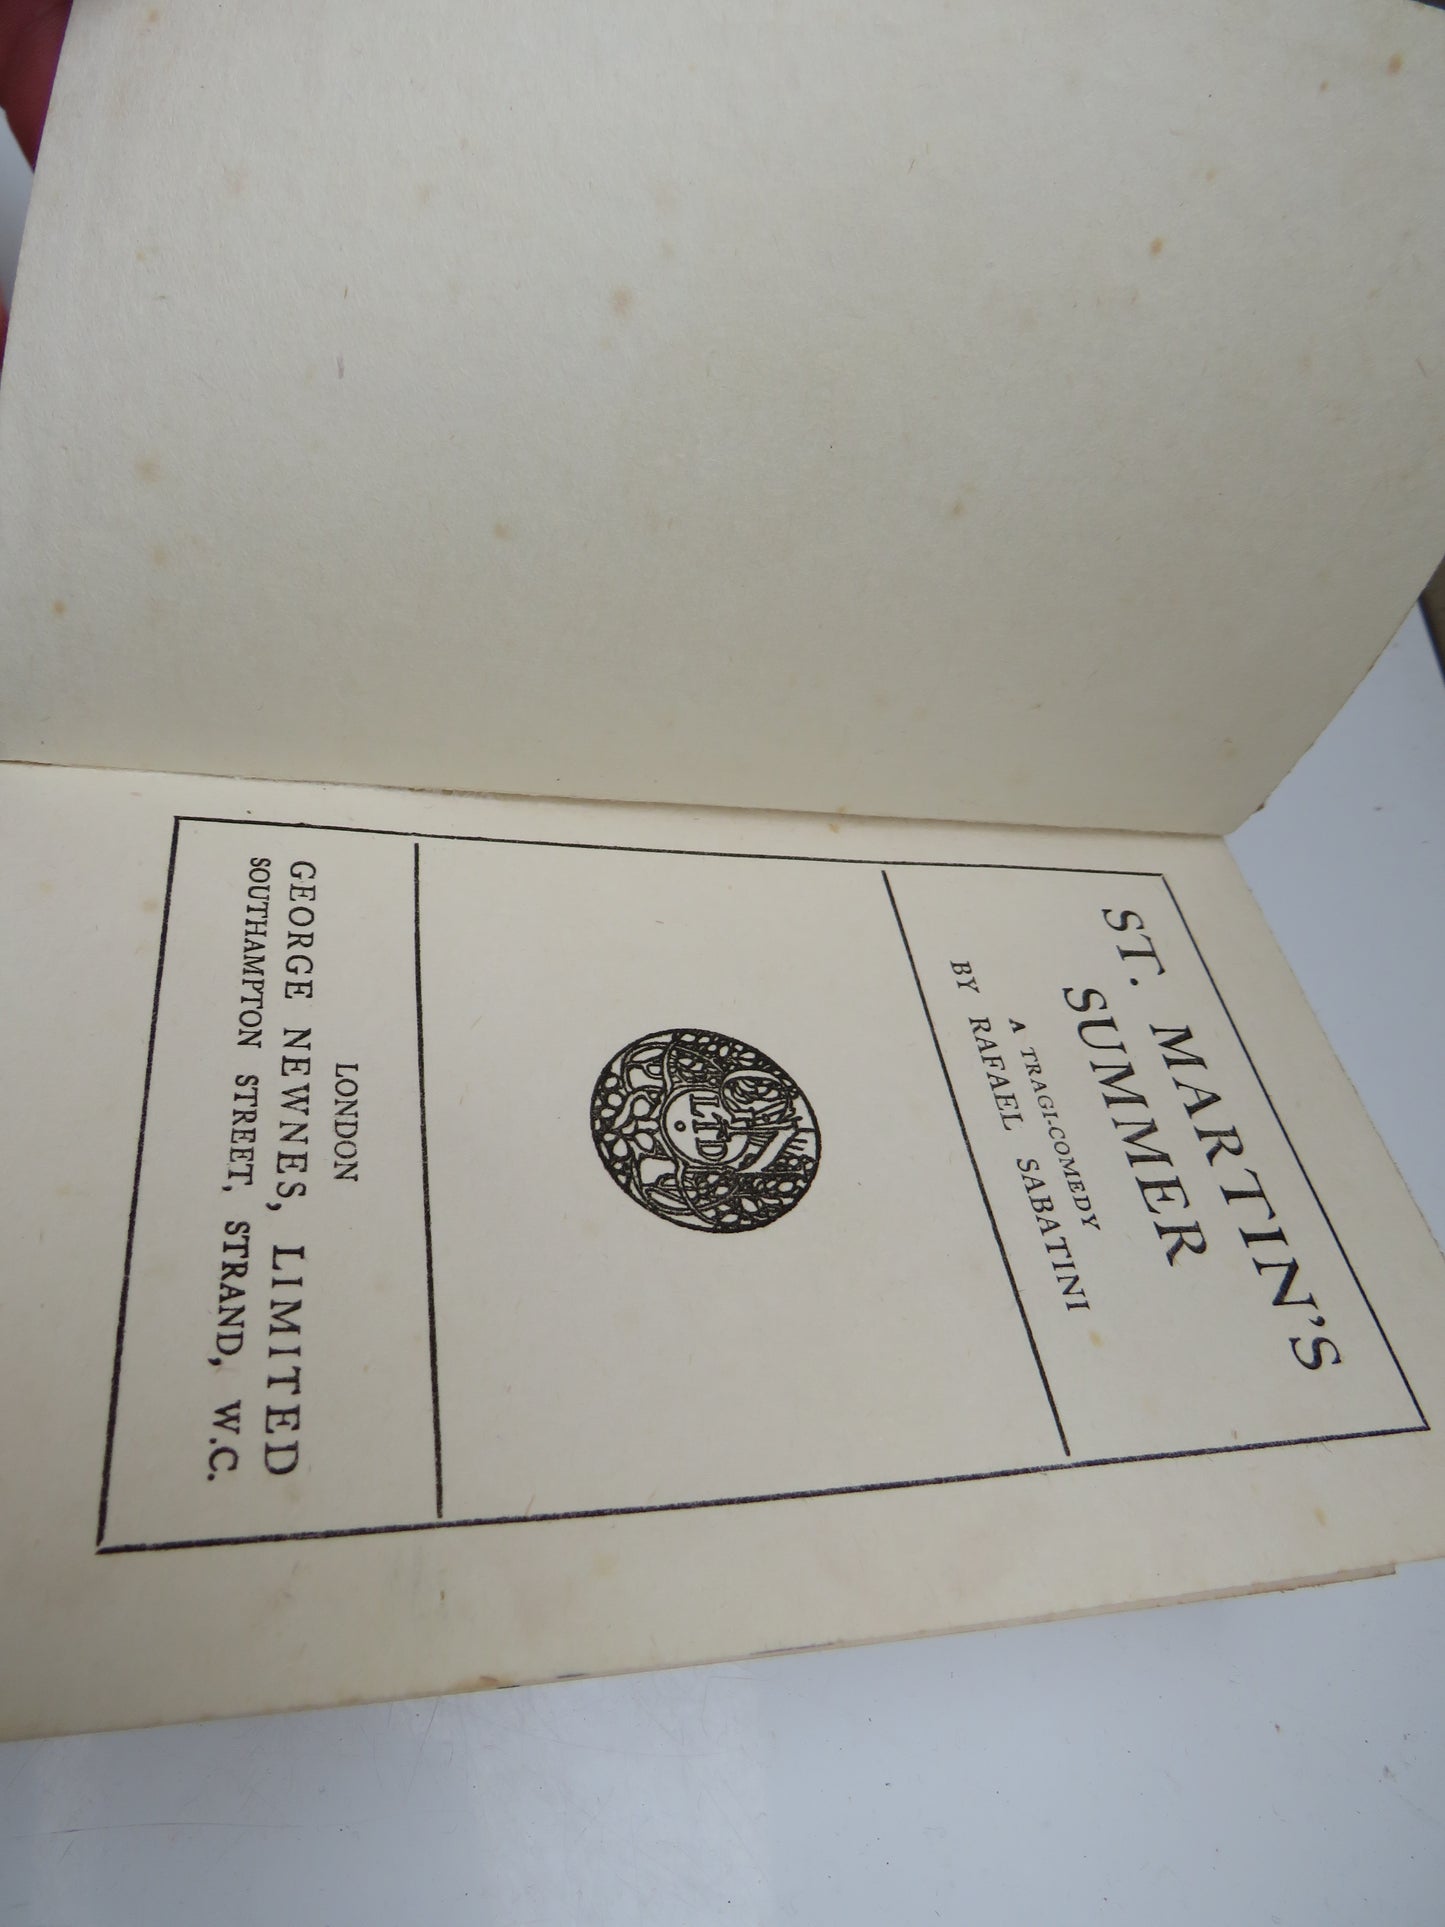 ST. MARTIN'S
SUMMER
A TRAGI-COMEDY
BY RAFAEL SABATINI
LTD
LONDON
GEORGE NEWNES, LIMITED
SOUTHAMPTON STREET, STRAND, W.C.